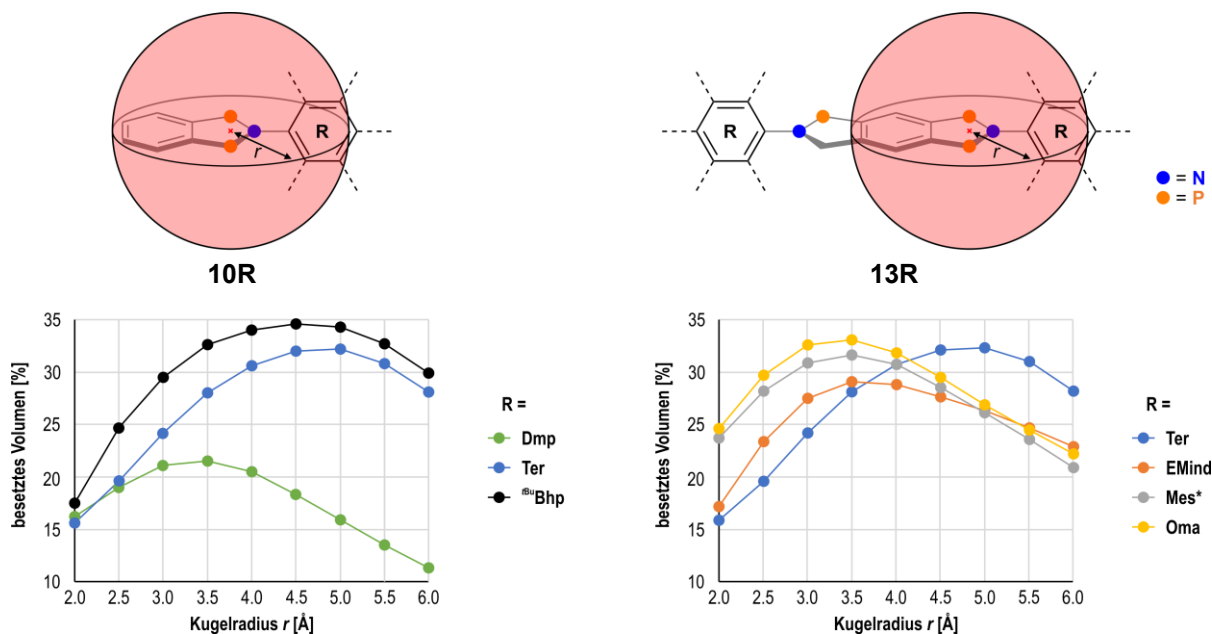 R
r
R
R
r
= N
= P
10R
13R
besetztes Volumen [%]
35
30
25
20
15
10
2.0 2.5 3.0 3.5 4.0 4.5 5.0 5.5 6.0
Kugelradius r [Å]
R =
Dmp
Ter
tBuBhp
besetztes Volumen [%]
35
30
25
20
15
10
2.0 2.5 3.0 3.5 4.0 4.5 5.0 5.5 6.0
Kugelradius r [Å]
R =
Ter
EMind
Mes*
Oma